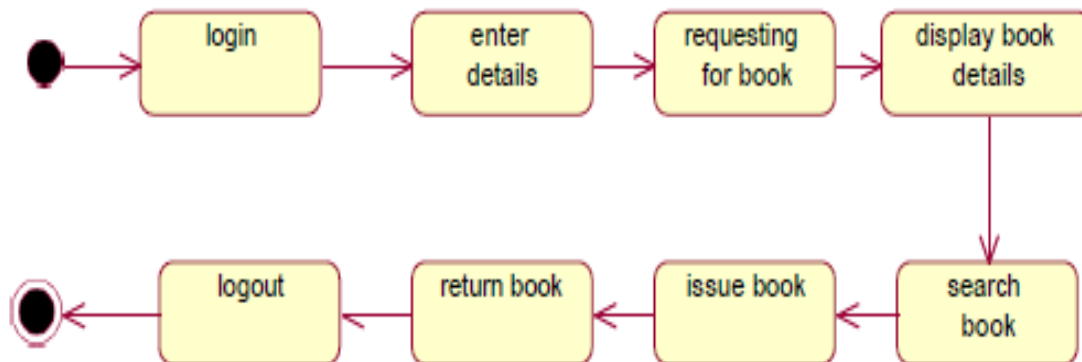 login
enter
details
requesting
for book
display book
details
search
book
issue book
return book
logout